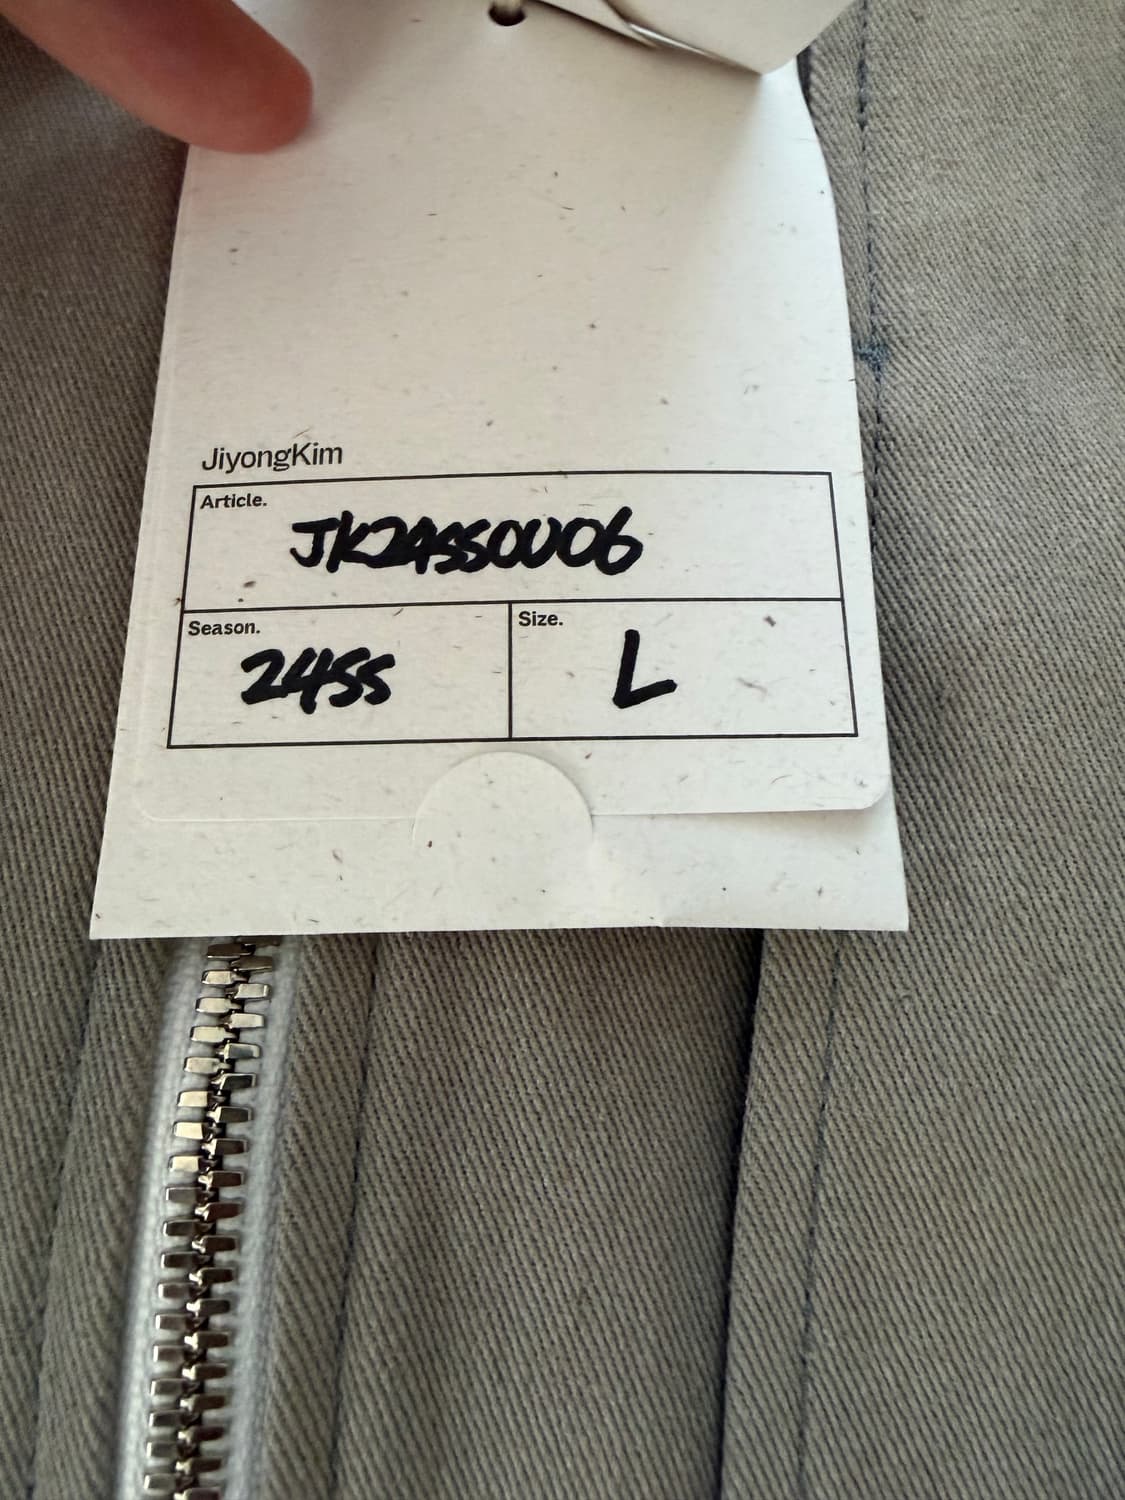 JiyongKim
Article.
JK24SS0U06
Season.
24SS
Size.
L